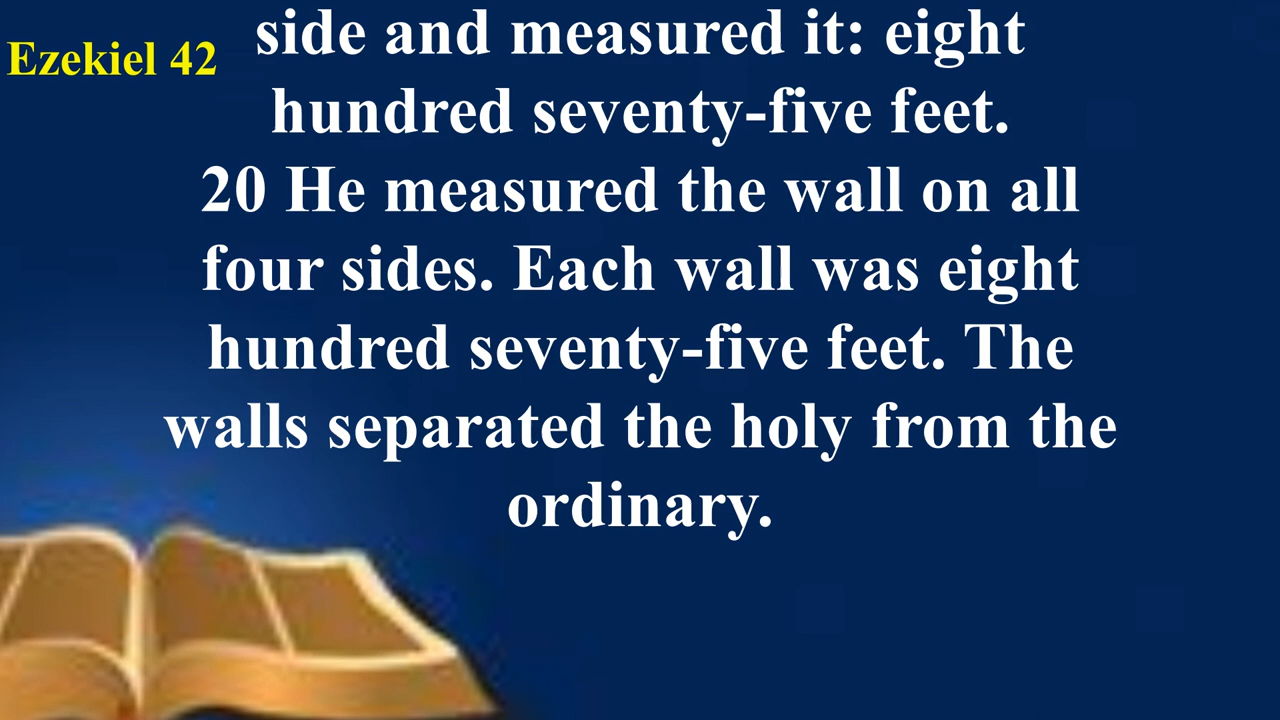 Ezekiel 42
side and measured it: eight
hundred seventy-five feet.
20 He measured the wall on all
four sides. Each wall was eight
hundred seventy-five feet. The
walls separated the holy from the
ordinary.